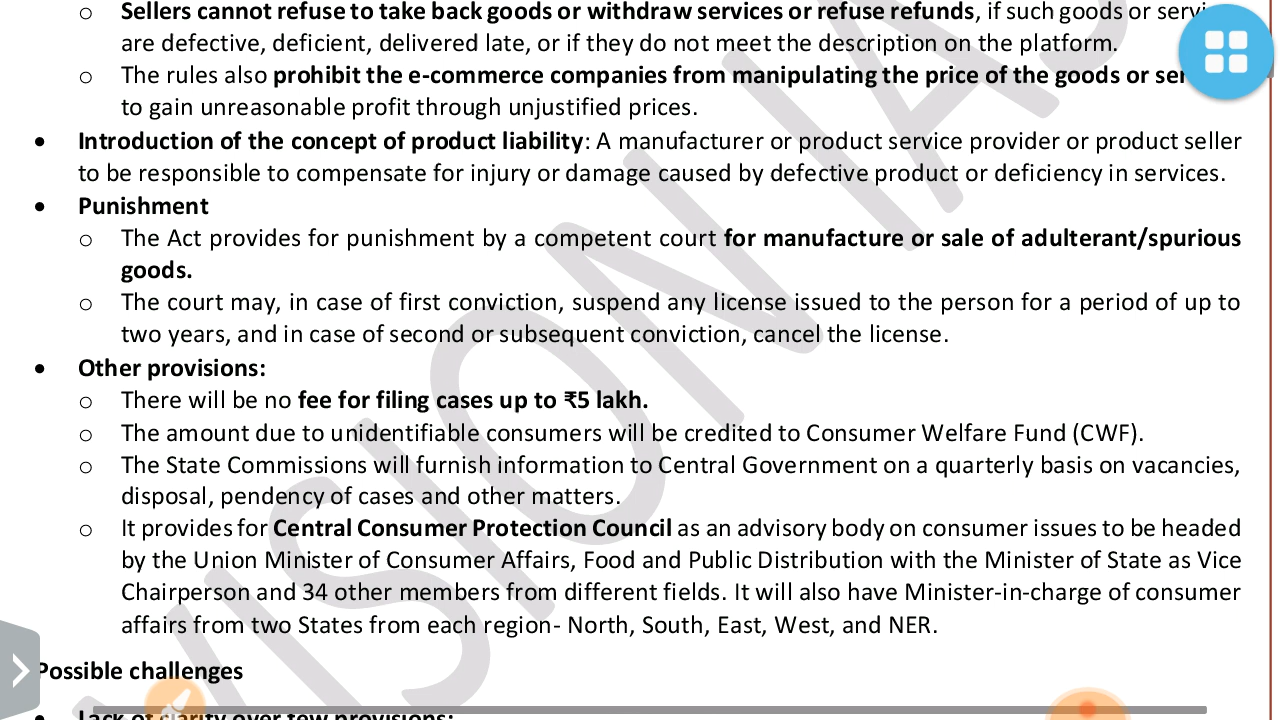 o Sellers cannot refuse to take back goods or withdraw services or refuse refunds, if such goods or
are defective, deficient, delivered late, or if they do not meet the description on the platform.
o The rules also prohibit the e-commerce companies from manipulating the price of the goods or
to gain unreasonable profit through unjustified prices.
• Introduction of the concept of product liability: A manufacturer or product service provider or product seller
to be responsible to compensate for injury or damage caused by defective product or deficiency in services.
• Punishment
o The Act provides for punishment by a competent court for manufacture or sale of adulterant/spurious
goods.
o The court may, in case of first conviction, suspend any license issued to the person for a period of up to
two years, and in case of second or subsequent conviction, cancel the license.
• Other provisions:
o There will be no fee for filing cases up to ₹5 lakh.
o The amount due to unidentifiable consumers will be credited to Consumer Welfare Fund (CWF).
o The State Commissions will furnish information to Central Government on a quarterly basis on vacancies,
disposal, pendency of cases and other matters.
o It provides for Central Consumer Protection Council as an advisory body on consumer issues to be headed
by the Union Minister of Consumer Affairs, Food and Public Distribution with the Minister of State as Vice
Chairperson and 34 other members from different fields. It will also have Minister-in-charge of consumer
affairs from two States from each region- North, South, East, West, and NER.
Possible challenges
• Lack of clarity over few provisions:
VISION IAS